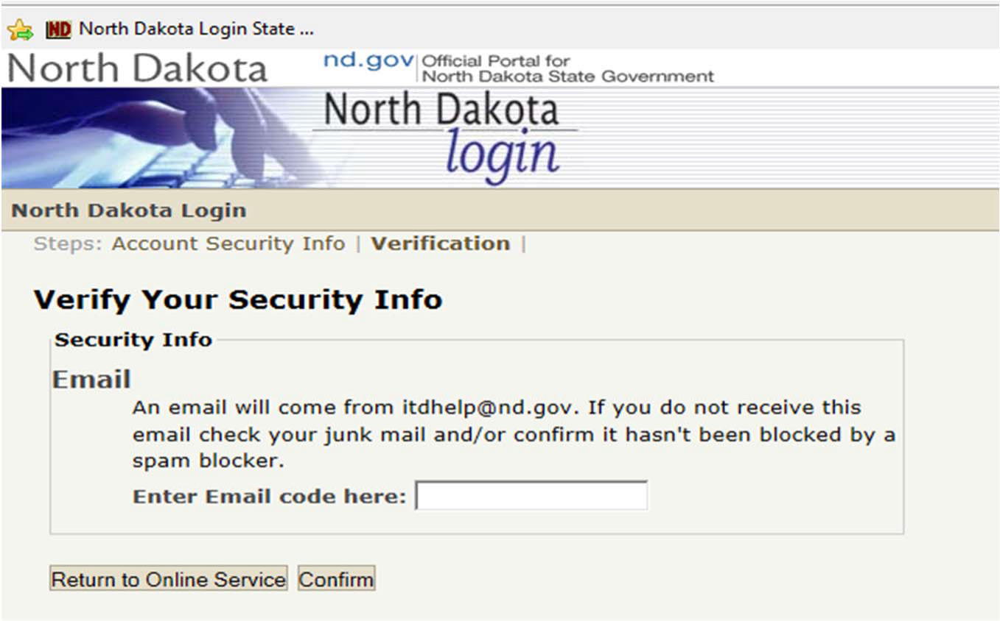 ND North Dakota Login State ...
North Dakota
nd.gov Official Portal for
North Dakota State Government
North Dakota
login
North Dakota Login
Steps: Account Security Info | Verification |
Verify Your Security Info
Security Info
Email
An email will come from itdhelp@nd.gov. If you do not receive this
email check your junk mail and/or confirm it hasn't been blocked by a
spam blocker.
Enter Email code here:
Return to Online Service Confirm